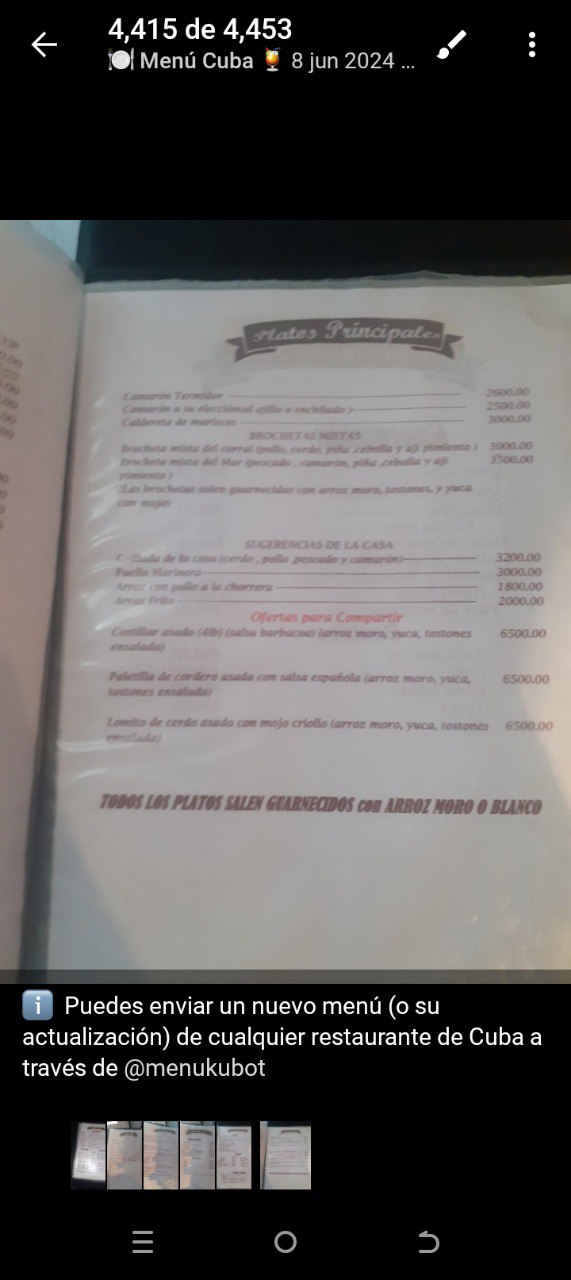 4,415 de 4,453
🍽 Menú Cuba 🍹 8 jun 2024 ...
Platos Principales
Camarón Termidor 2600.00
Camarón a su elección(al ajillo o enchilado ) 2500.00
Caldereta de mariscos 3000.00
BROCHETAS MIXTAS
Brocheta mixta del corral (pollo, cerdo, piña ,cebolla y ají pimiento ) 3000.00
Brocheta mixta del Mar (pescado , camarón, piña ,cebolla y ají 3500.00
pimiento )
(Las brochetas salen guarnecidas con arroz moro, tostones, y yuca
con mojo)
SUGERENCIAS DE LA CASA
Grillada de la casa (cerdo , pollo ,pescado y camarón) 3200.00
Paella Marinera 3000.00
Arroz con pollo a la chorrera 1800.00
Arroz Frito 2000.00
Ofertas para Compartir
Costillar asado (4lb) (salsa barbacoa) (arroz moro, yuca, tostones 6500.00
ensalada)
Paletilla de cordero asada con salsa española (arroz moro, yuca, 6500.00
tostones ensalada)
Lomito de cerdo asado con mojo criollo (arroz moro, yuca, tostones 6500.00
ensalada)
TODOS LOS PLATOS SALEN GUARNECIDOS con ARROZ MORO O BLANCO
ℹ️ Puedes enviar un nuevo menú (o su
actualización) de cualquier restaurante de Cuba a
través de @menukubot